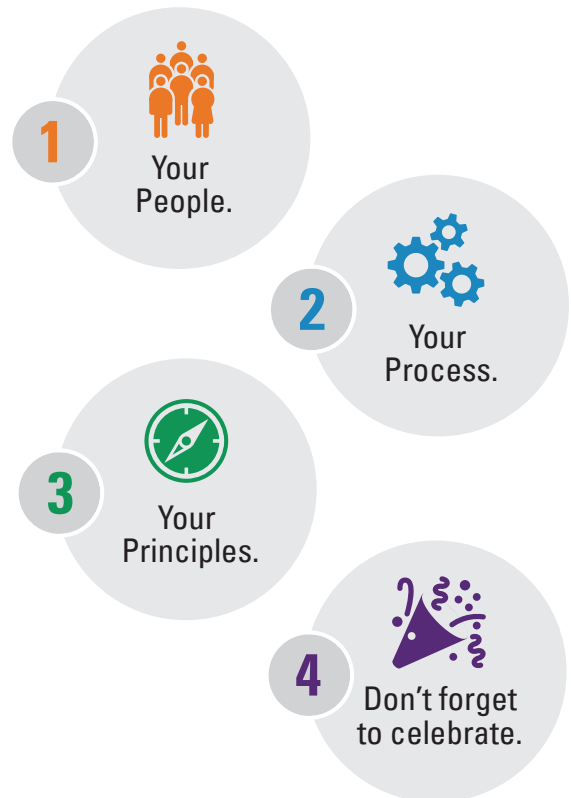 1
Your
People.
2
Your
Process.
3
Your
Principles.
4
Don't forget
to celebrate.